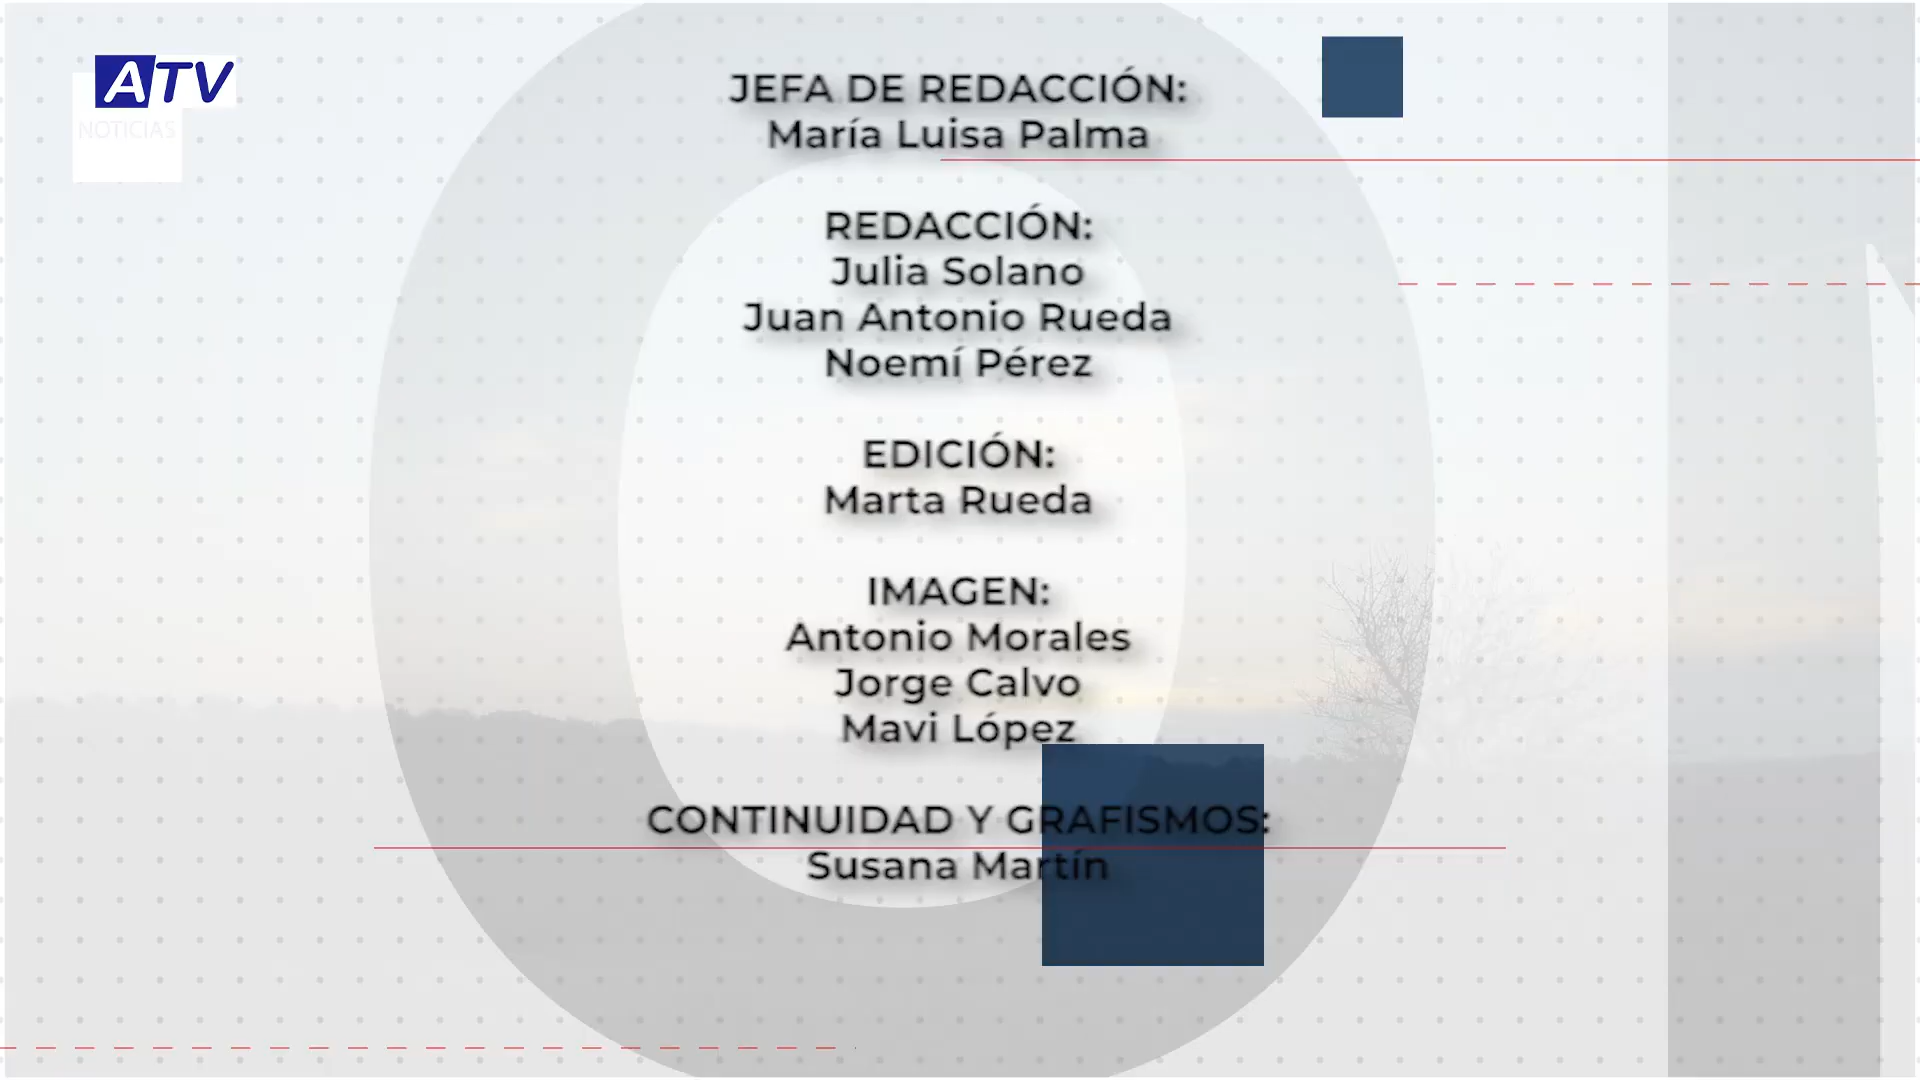 ATV
NOTICIAS
JEFA DE REDACCIÓN:
María Luisa Palma
REDACCIÓN:
Julia Solano
Juan Antonio Rueda
Noemí Pérez
EDICIÓN:
Marta Rueda
IMAGEN:
Antonio Morales
Jorge Calvo
Mavi López
CONTINUIDAD Y GRAFISMOS:
Susana Martín